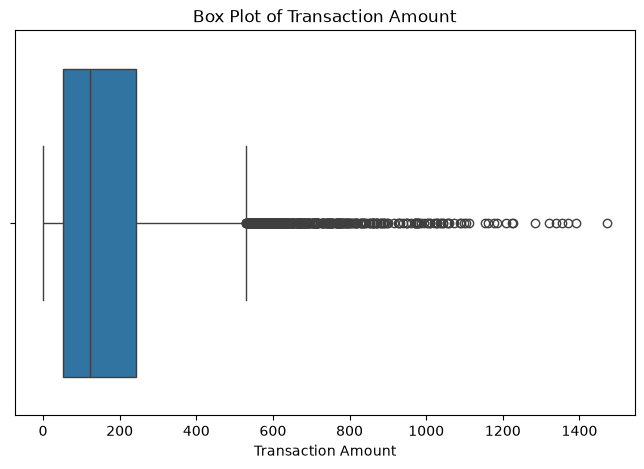 Box Plot of Transaction Amount
0 200 400 600 800 1000 1200 1400
Transaction Amount